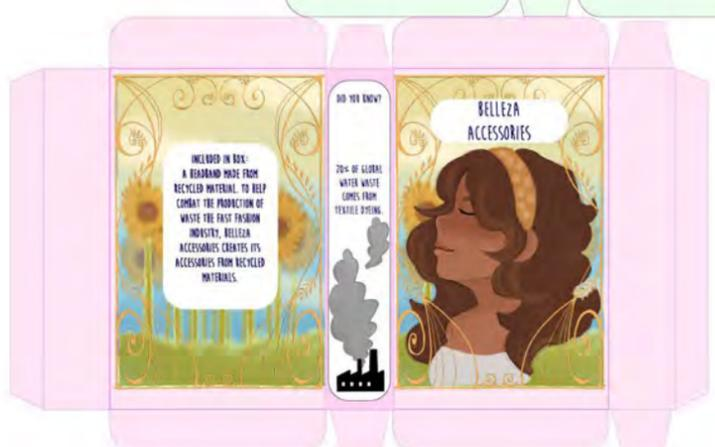 INCLUDED IN BOX:
A HEADBAND MADE FROM
RECYCLED MATERIAL. TO HELP
COMBAT THE PRODUCTION OF
WASTE THE FAST FASHION
INDUSTRY, BELLEZA
ACCESSORIES CREATES ITS
ACCESSORIES FROM RECYCLED
MATERIALS.
DID YOU KNOW?
20% OF GLOBAL
WATER WASTE
COMES FROM
TEXTILE DYEING.
BELLEZA
ACCESSORIES